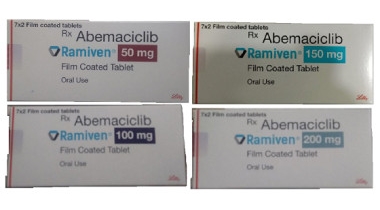 7x2 Film coated tablets
Rx Abemaciclib
Ramiven® 50 mg
Film Coated Tablet
Oral Use
7x2 Film coated tablets
Rx Abemaciclib
Ramiven® 150 mg
Film Coated Tablet
Oral Use
7x2 Film coated tablets
Rx Abemaciclib
Ramiven® 100 mg
Film Coated Tablet
Oral Use
7x2 Film coated tablets
Rx Abemaciclib
Ramiven® 200 mg
Film Coated Tablet
Oral Use